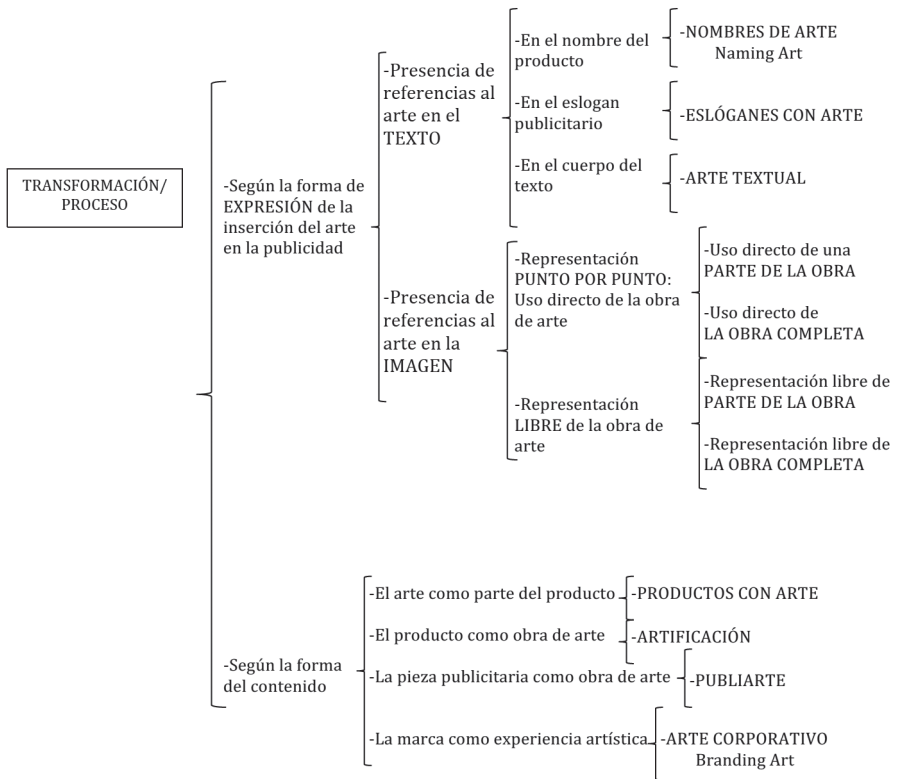 TRANSFORMACIÓN/
PROCESO
-Según la forma de
EXPRESIÓN de la
inserción del arte
en la publicidad
-Presencia de
referencias al
arte en el
TEXTO
-En el nombre del
producto
-NOMBRES DE ARTE
Naming Art
-En el eslogan
publicitario
-ESLÓGANES CON ARTE
-En el cuerpo del
texto
-ARTE TEXTUAL
-Presencia de
referencias al
arte en la
IMAGEN
-Representación
PUNTO POR PUNTO:
Uso directo de la obra
de arte
-Uso directo de una
PARTE DE LA OBRA
-Uso directo de
LA OBRA COMPLETA
-Representación
LIBRE de la obra de
arte
-Representación libre de
PARTE DE LA OBRA
-Representación libre de
LA OBRA COMPLETA
-Según la forma
del contenido
-El arte como parte del producto
-PRODUCTOS CON ARTE
-El producto como obra de arte
-ARTIFICACIÓN
-La pieza publicitaria como obra de arte
-PUBLIARTE
-La marca como experiencia artística
-ARTE CORPORATIVO
Branding Art